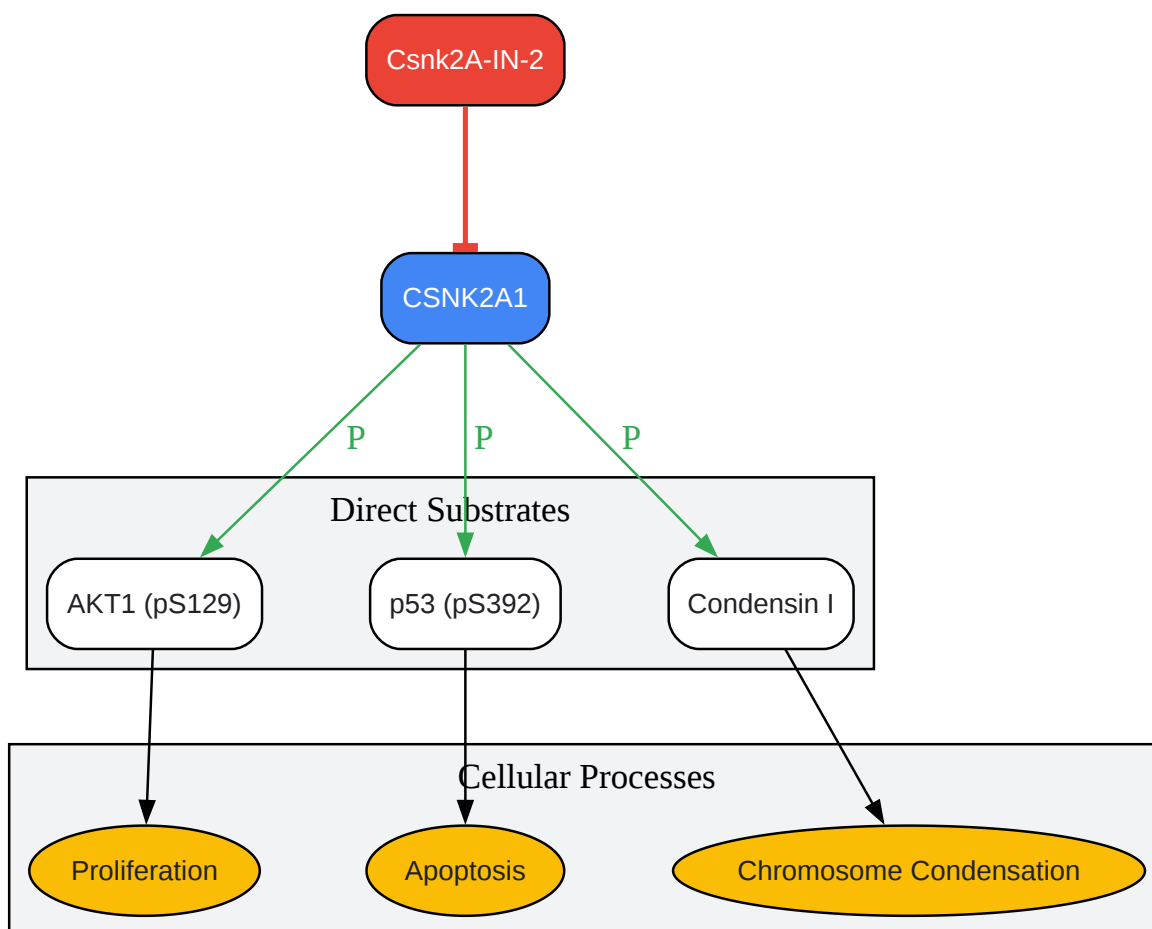 Csnk2A-IN-2
CSNK2A1
P
P
P
Direct Substrates
AKT1 (pS129)
p53 (pS392)
Condensin I
Cellular Processes
Proliferation
Apoptosis
Chromosome Condensation